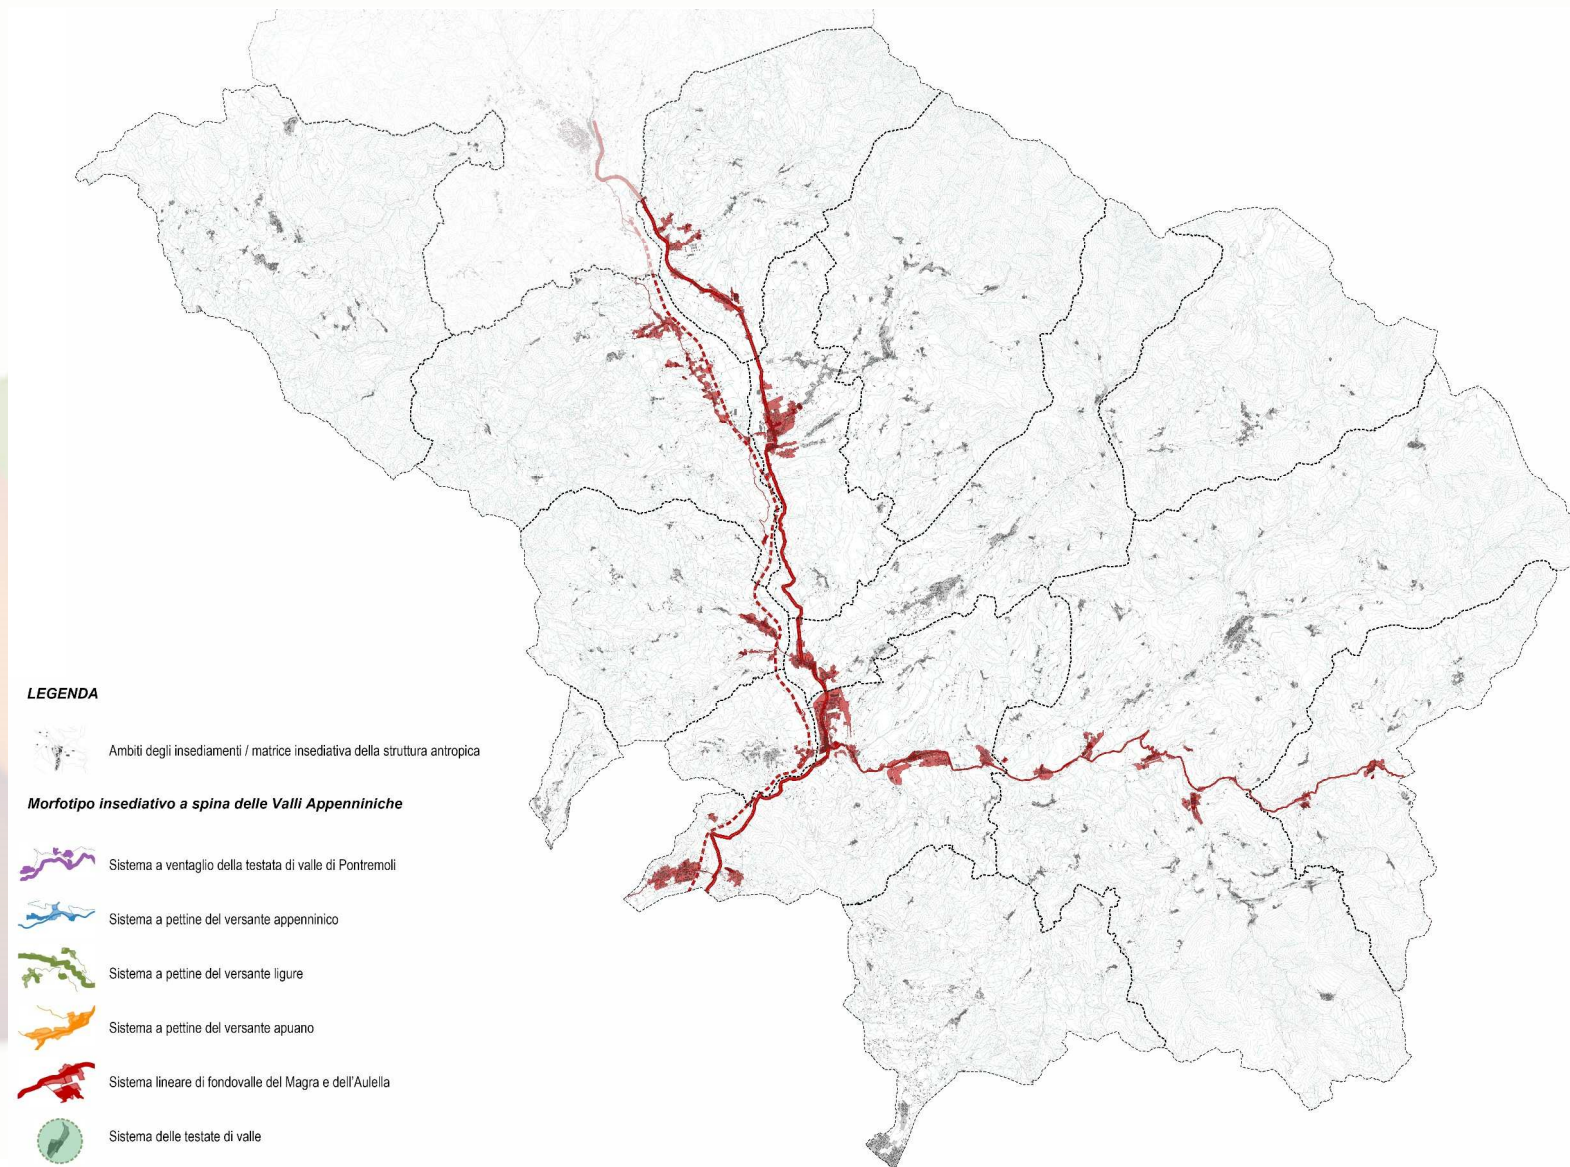 LEGENDA
Ambiti degli insediamenti / matrice insediativa della struttura antropica
Morfotipo insediativo a spina delle Valli Appenniniche
Sistema a ventaglio della testata di valle di Pontremoli
Sistema a pettine del versante appenninico
Sistema a pettine del versante ligure
Sistema a pettine del versante apuano
Sistema lineare di fondovalle del Magra e dell'Aulella
Sistema delle testate di valle